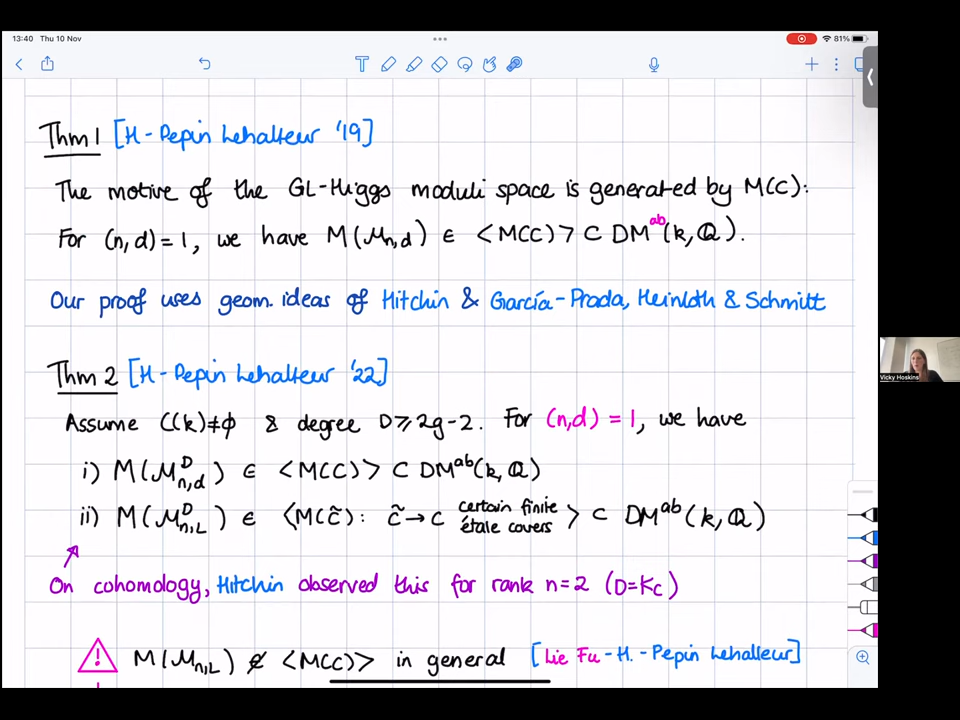 13:40 Thu 10 Nov
81%
Thm 1 [H-Pepin Lehalleur '19]
The motive of the GL-Higgs moduli space is generated by M(C):
For (n,d)=1, we have M(ℳn,d) ∈ <M(C)> ⊂ DM^ab(k,ℚ).
Our proof uses geom. ideas of Hitchin & García-Prada, Heinloth & Schmitt
Thm 2 [H-Pepin Lehalleur '22]
Assume C(k)≠∅ & degree D≥2g-2. For (n,d)=1, we have
i) M(ℳ^D_n,d) ∈ <M(C)> ⊂ DM^ab(k,ℚ)
ii) M(ℳ^D_n,L) ∈ <M(C̃): C̃→C certain finite étale covers> ⊂ DM^ab(k,ℚ)
On cohomology, Hitchin observed this for rank n=2 (D=K_C)
! M(ℳn,L) ∉ <M(C)> in general [Lie Fu-H.-Pepin Lehalleur]
Vicky Hoskins